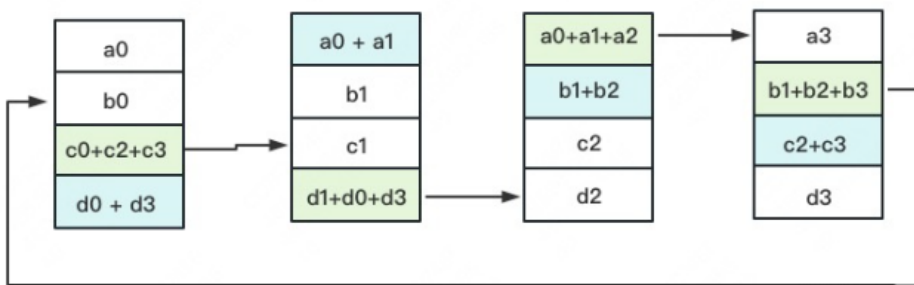 a0
b0
c0+c2+c3
d0 + d3
a0 + a1
b1
c1
d1+d0+d3
a0+a1+a2
b1+b2
c2
d2
a3
b1+b2+b3
c2+c3
d3